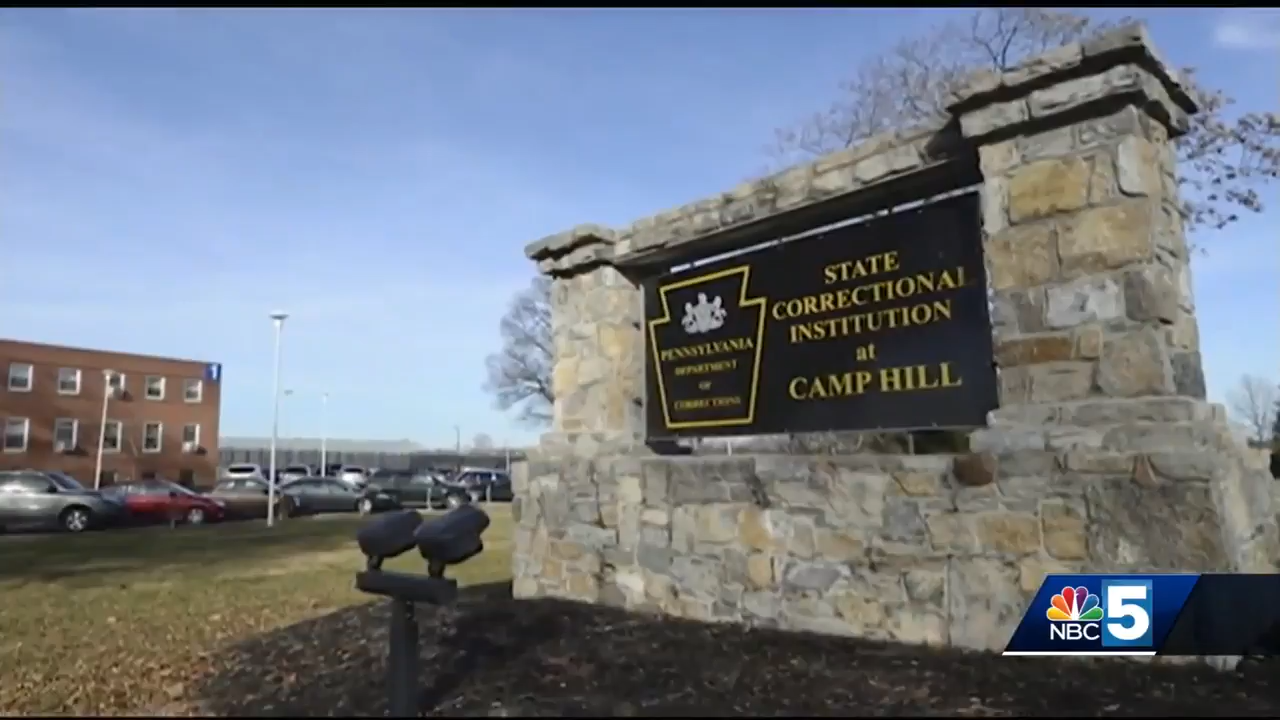 1
PENNSYLVANIA
DEPARTMENT
OF
CORRECTIONS
STATE
CORRECTIONAL
INSTITUTION
at
CAMP HILL
NBC 5